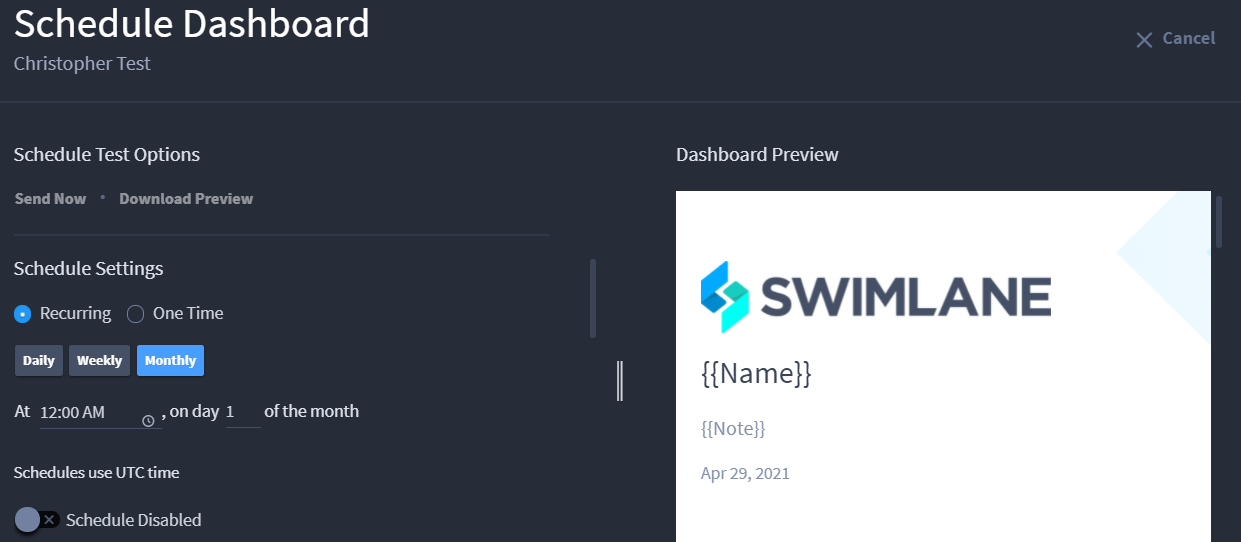 Schedule Dashboard
Christopher Test
Cancel
Schedule Test Options
Send Now • Download Preview
Schedule Settings
Recurring One Time
Daily Weekly Monthly
At 12:00 AM , on day 1 of the month
Schedules use UTC time
Schedule Disabled
Dashboard Preview
SWIMLANE
{{Name}}
{{Note}}
Apr 29, 2021